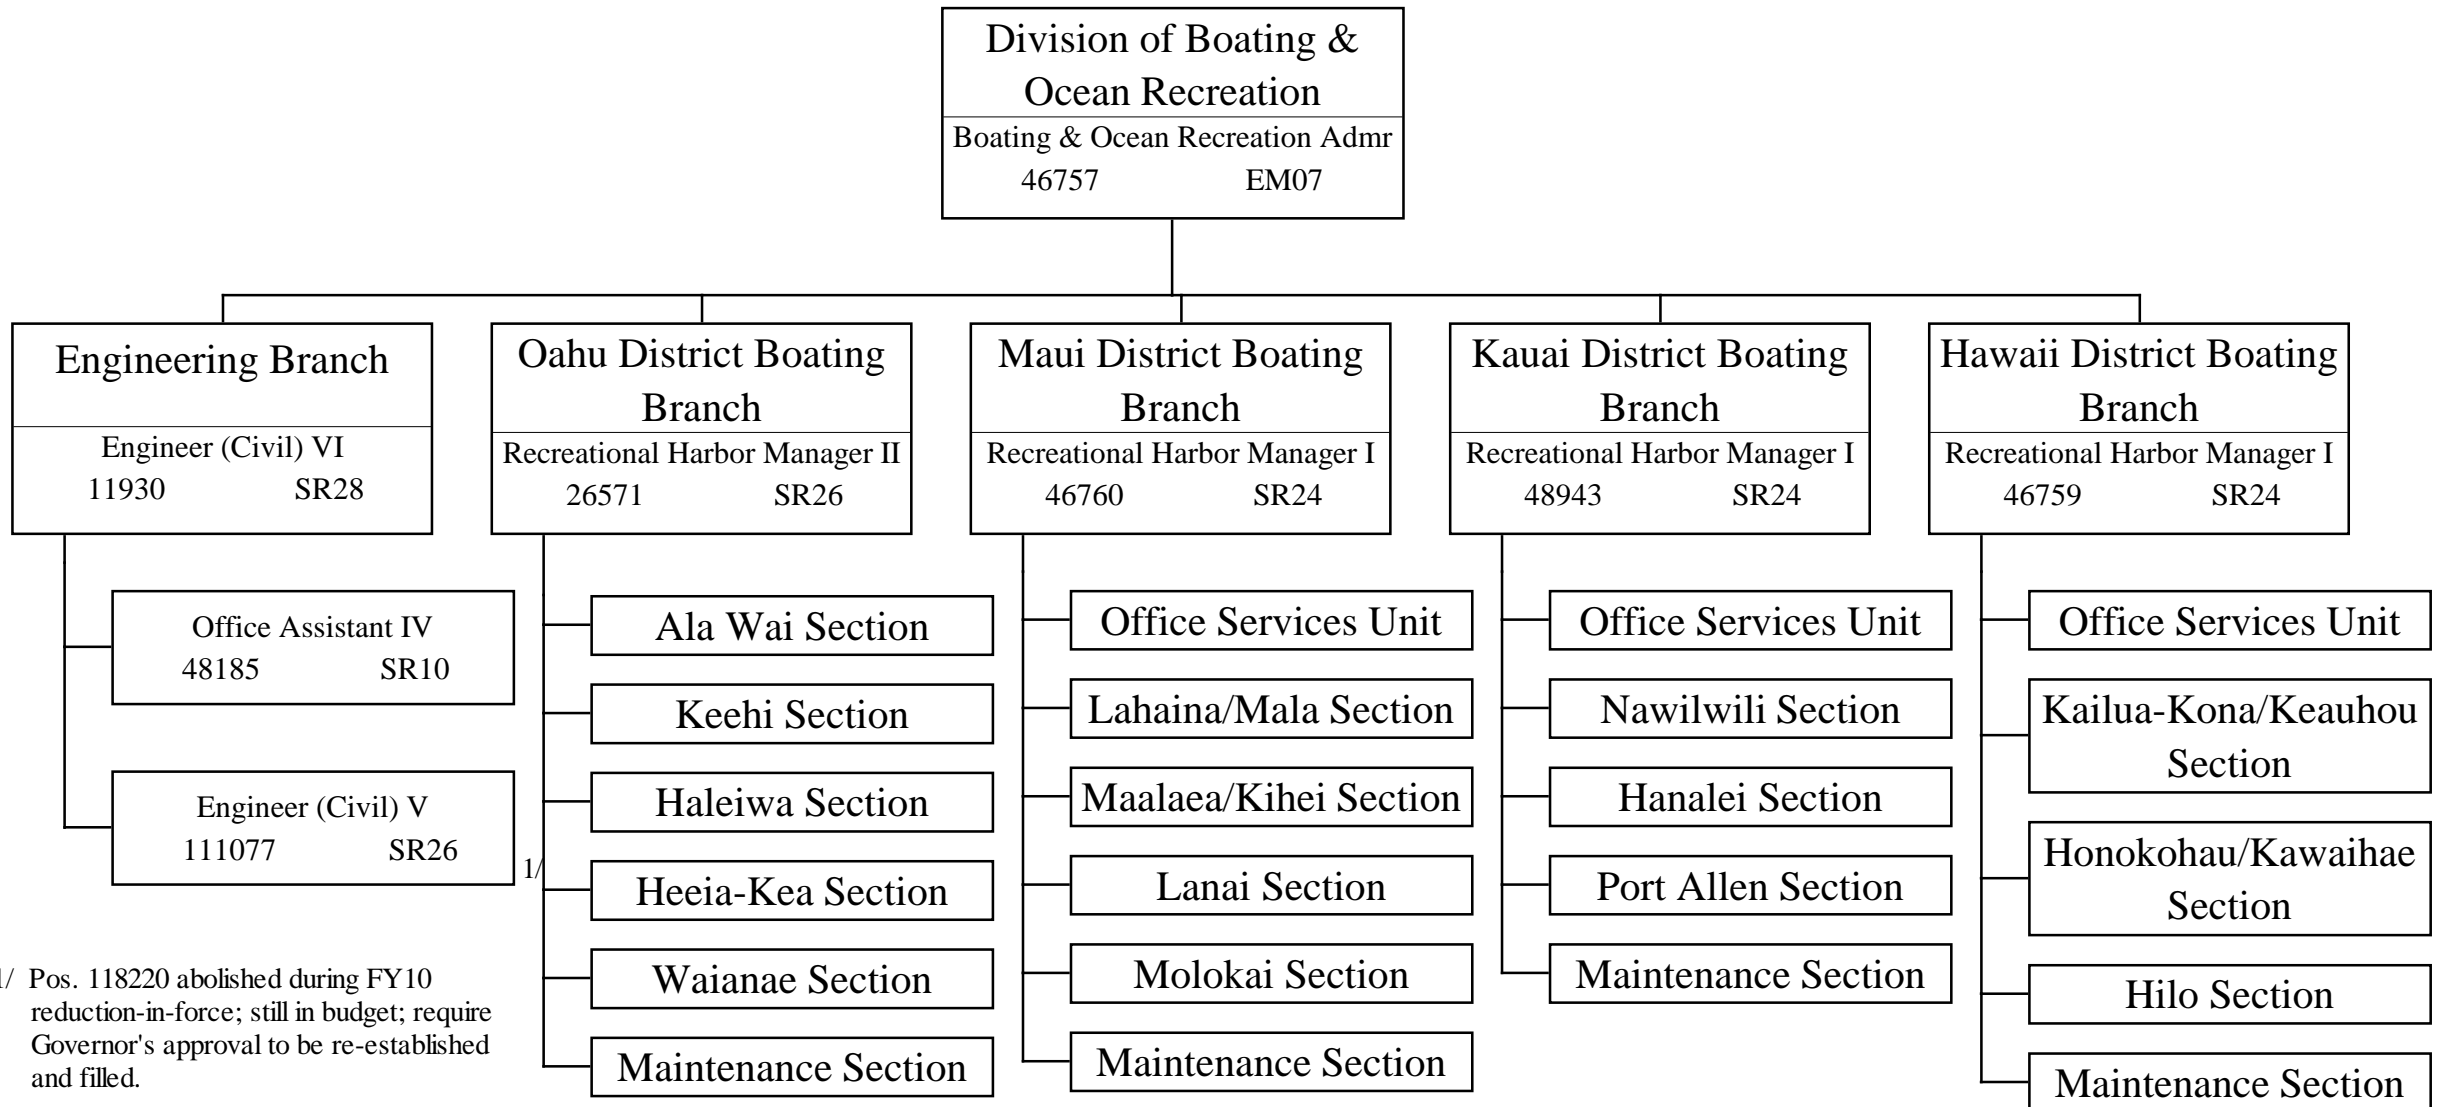 Division of Boating &
Ocean Recreation
Boating & Ocean Recreation Admr
46757 EM07
Engineering Branch
Engineer (Civil) VI
11930 SR28
Office Assistant IV
48185 SR10
Engineer (Civil) V
111077 SR26
1/
1/ Pos. 118220 abolished during FY10
reduction-in-force; still in budget; require
Governor's approval to be re-established
and filled.
Oahu District Boating
Branch
Recreational Harbor Manager II
26571 SR26
Ala Wai Section
Keehi Section
Haleiwa Section
Heeia-Kea Section
Waianae Section
Maintenance Section
Maui District Boating
Branch
Recreational Harbor Manager I
46760 SR24
Office Services Unit
Lahaina/Mala Section
Maalaea/Kihei Section
Lanai Section
Molokai Section
Maintenance Section
Kauai District Boating
Branch
Recreational Harbor Manager I
48943 SR24
Office Services Unit
Nawilwili Section
Hanalei Section
Port Allen Section
Maintenance Section
Hawaii District Boating
Branch
Recreational Harbor Manager I
46759 SR24
Office Services Unit
Kailua-Kona/Keauhou
Section
Honokohau/Kawaihae
Section
Hilo Section
Maintenance Section